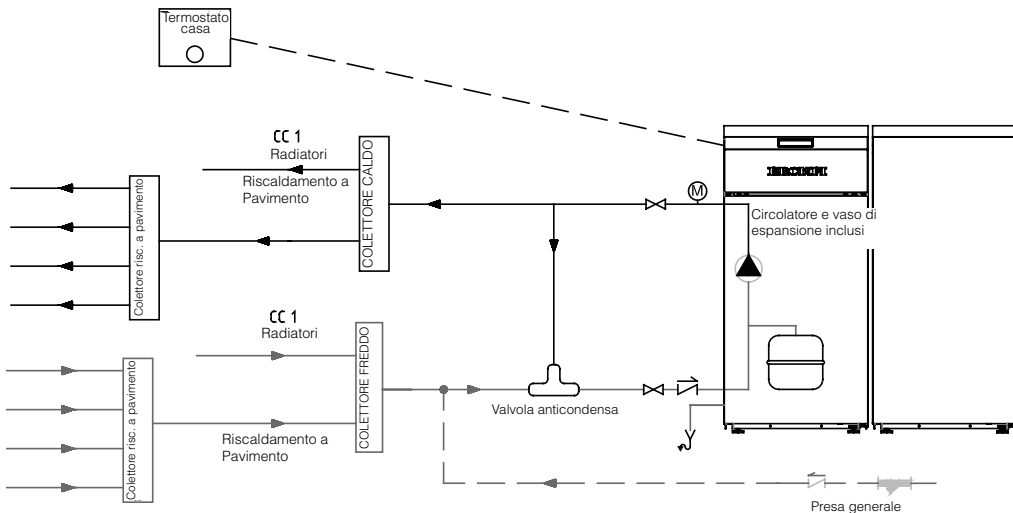 Termostato
casa
CC 1
Radiatori
Riscaldamento a
Pavimento
COLETTORE CALDO
Colettore risc. a pavimento
M
Circolatore e vaso di
espansione inclusi
CC 1
Radiatori
COLETTORE FREDDO
Colettore risc. a pavimento
Valvola anticondensa
Riscaldamento a
Pavimento
Presa generale